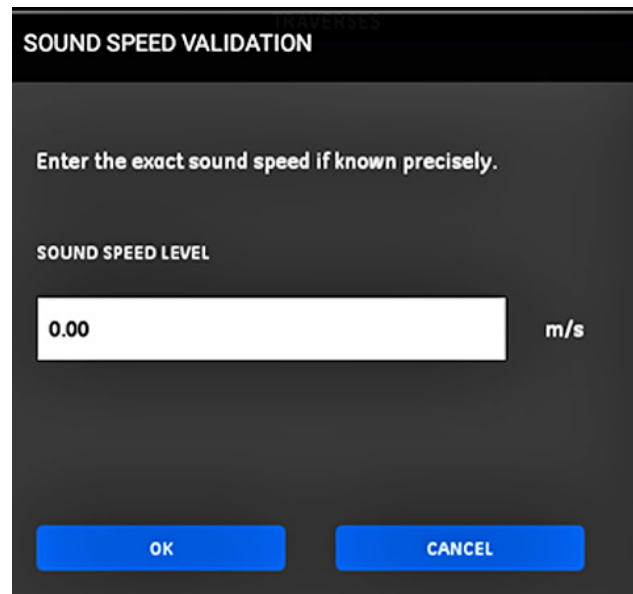 TRAVERSES
SOUND SPEED VALIDATION
Enter the exact sound speed if known precisely.
SOUND SPEED LEVEL
0.00 m/s
OK CANCEL